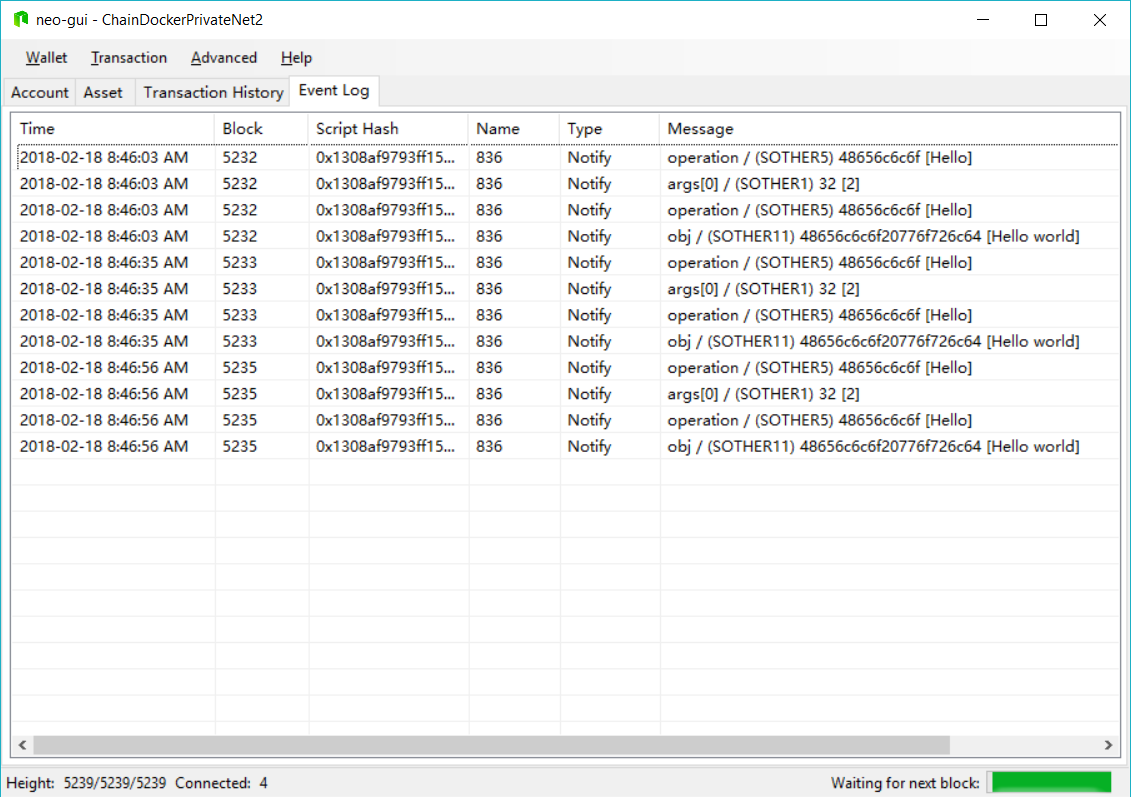 neo-gui - ChainDockerPrivateNet2
Wallet Transaction Advanced Help
Account Asset Transaction History Event Log
Time Block Script Hash Name Type Message
2018-02-18 8:46:03 AM 5232 0x1308af9793ff15... 836 Notify operation / (SOTHER5) 48656c6c6f [Hello]
2018-02-18 8:46:03 AM 5232 0x1308af9793ff15... 836 Notify args[0] / (SOTHER1) 32 [2]
2018-02-18 8:46:03 AM 5232 0x1308af9793ff15... 836 Notify operation / (SOTHER5) 48656c6c6f [Hello]
2018-02-18 8:46:03 AM 5232 0x1308af9793ff15... 836 Notify obj / (SOTHER11) 48656c6c6f20776f726c64 [Hello world]
2018-02-18 8:46:35 AM 5233 0x1308af9793ff15... 836 Notify operation / (SOTHER5) 48656c6c6f [Hello]
2018-02-18 8:46:35 AM 5233 0x1308af9793ff15... 836 Notify args[0] / (SOTHER1) 32 [2]
2018-02-18 8:46:35 AM 5233 0x1308af9793ff15... 836 Notify operation / (SOTHER5) 48656c6c6f [Hello]
2018-02-18 8:46:35 AM 5233 0x1308af9793ff15... 836 Notify obj / (SOTHER11) 48656c6c6f20776f726c64 [Hello world]
2018-02-18 8:46:56 AM 5235 0x1308af9793ff15... 836 Notify operation / (SOTHER5) 48656c6c6f [Hello]
2018-02-18 8:46:56 AM 5235 0x1308af9793ff15... 836 Notify args[0] / (SOTHER1) 32 [2]
2018-02-18 8:46:56 AM 5235 0x1308af9793ff15... 836 Notify operation / (SOTHER5) 48656c6c6f [Hello]
2018-02-18 8:46:56 AM 5235 0x1308af9793ff15... 836 Notify obj / (SOTHER11) 48656c6c6f20776f726c64 [Hello world]
Height: 5239/5239/5239 Connected: 4 Waiting for next block: